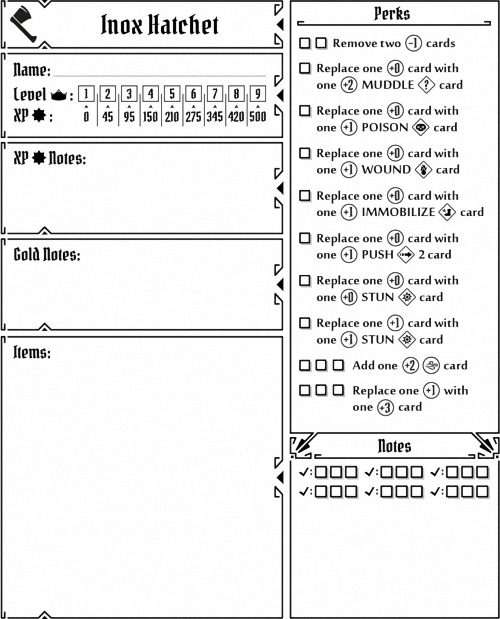 Inox Hatchet
Name:
Level :
1 2 3 4 5 6 7 8 9
XP :
0 45 95 150 210 275 345 420 500
XP Notes:
Gold Notes:
Items:
Perks
Remove two -1 cards
Replace one +0 card with
one +2 MUDDLE ? card
Replace one +0 card with
one +1 POISON card
Replace one +0 card with
one +1 WOUND card
Replace one +0 card with
one +1 IMMOBILIZE card
Replace one +0 card with
one +1 PUSH 2 card
Replace one +0 card with
one +0 STUN card
Replace one +1 card with
one +1 STUN card
Add one +2 card
Replace one +1 with
one +3 card
Notes
✓: ✓: ✓:
✓: ✓: ✓: